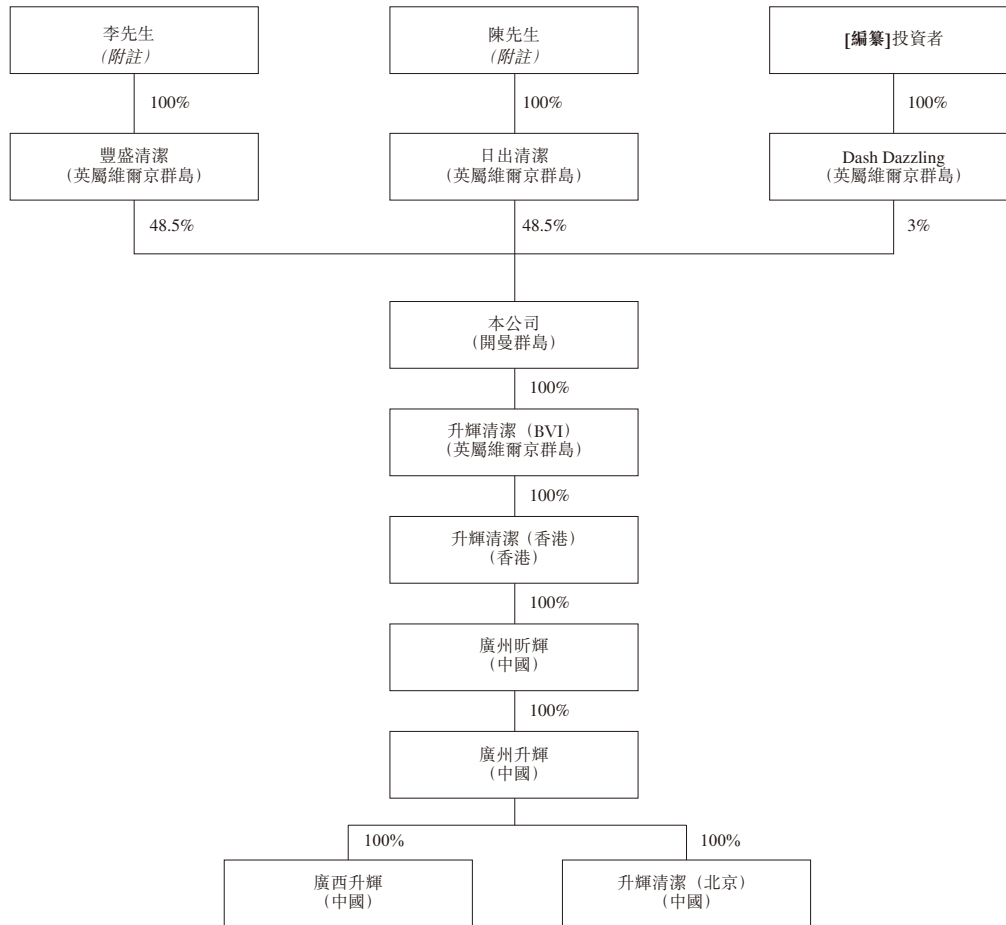 李先生
（附註）
陳先生
（附註）
[編纂]投資者
100%
100%
100%
豐盛清潔
（英屬維爾京群島）
日出清潔
（英屬維爾京群島）
Dash Dazzling
（英屬維爾京群島）
48.5%
48.5%
3%
本公司
（開曼群島）
100%
升輝清潔（BVI）
（英屬維爾京群島）
100%
升輝清潔（香港）
（香港）
100%
廣州昕輝
（中國）
100%
廣州升輝
（中國）
100%
100%
廣西升輝
（中國）
升輝清潔（北京）
（中國）